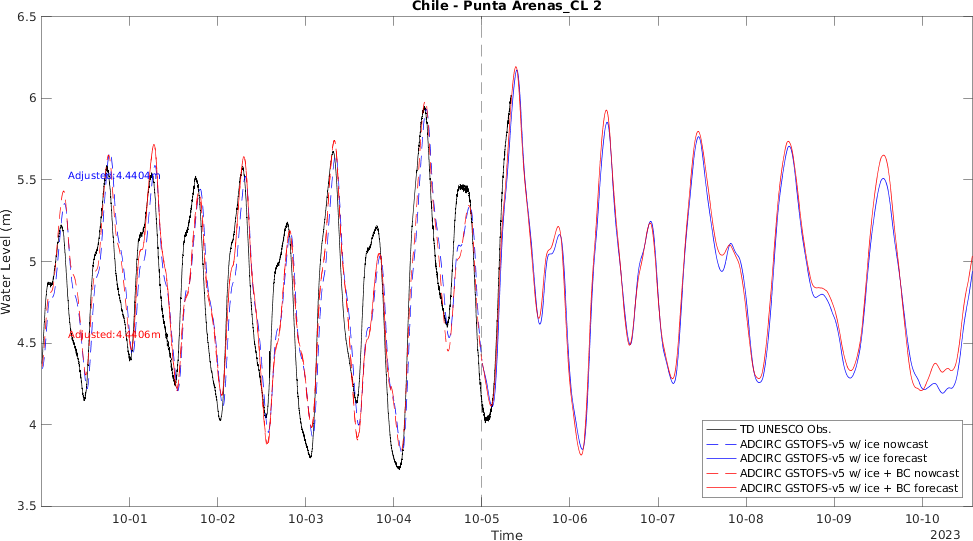 Chile - Punta Arenas_CL 2
6.5
6
5.5
5
4.5
4
3.5
Water Level (m)
Adjusted:4.4404m
Adjusted:4.4406m
TD UNESCO Obs.
ADCIRC GSTOFS-v5 w/ ice nowcast
ADCIRC GSTOFS-v5 w/ ice forecast
ADCIRC GSTOFS-v5 w/ ice + BC nowcast
ADCIRC GSTOFS-v5 w/ ice + BC forecast
10-01 10-02 10-03 10-04 10-05 10-06 10-07 10-08 10-09 10-10
Time
2023